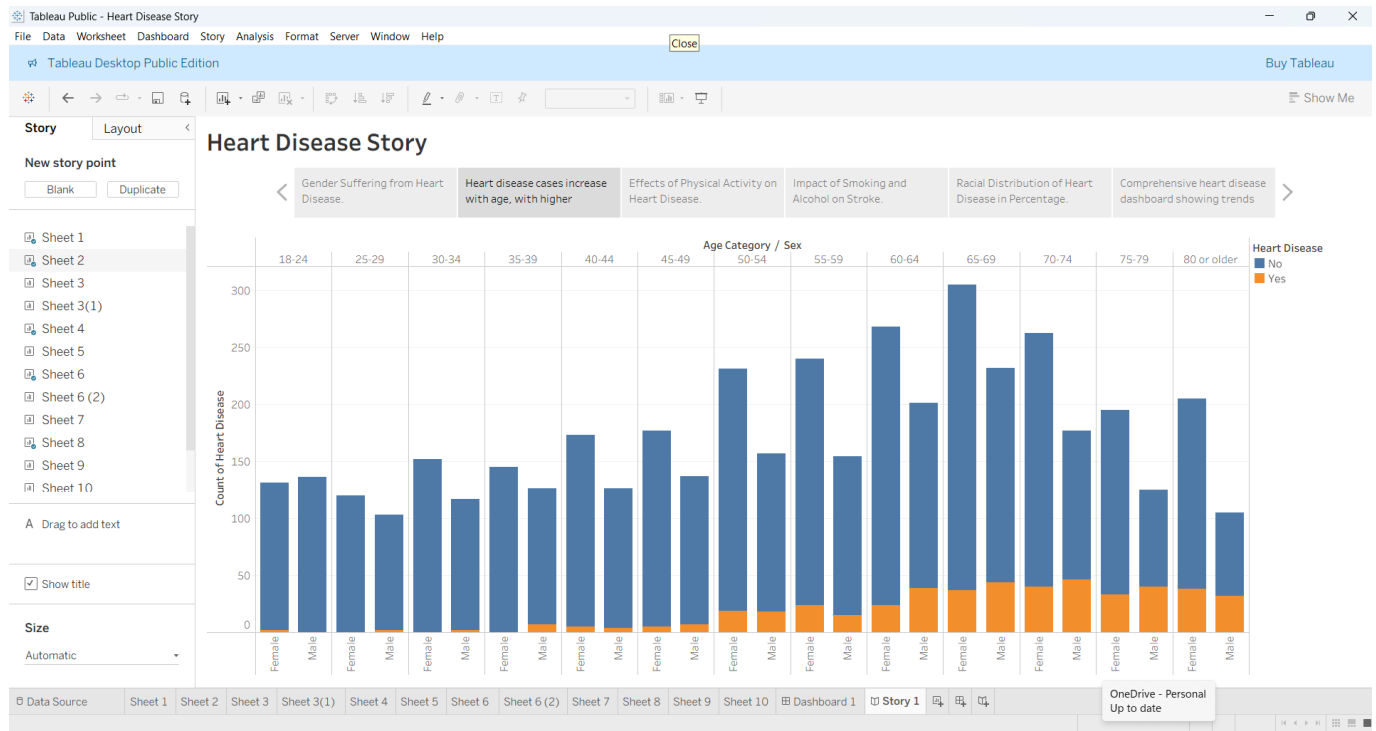 Tableau Public - Heart Disease Story
File Data Worksheet Dashboard Story Analysis Format Server Window Help
Close
Tableau Desktop Public Edition
Buy Tableau
Show Me
Story
Layout
New story point
Blank
Duplicate
Sheet 1
Sheet 2
Sheet 3
Sheet 3(1)
Sheet 4
Sheet 5
Sheet 6
Sheet 6 (2)
Sheet 7
Sheet 8
Sheet 9
Sheet 10
A Drag to add text
Show title
Size
Automatic
Heart Disease Story
Gender Suffering from Heart
Disease.
Heart disease cases increase
with age, with higher
Effects of Physical Activity on
Heart Disease.
Impact of Smoking and
Alcohol on Stroke.
Racial Distribution of Heart
Disease in Percentage.
Comprehensive heart disease
dashboard showing trends
Age Category / Sex
18-24 25-29 30-34 35-39 40-44 45-49 50-54 55-59 60-64 65-69 70-74 75-79 80 or older
Heart Disease
No
Yes
Count of Heart Disease
300
250
200
150
100
50
0
Female Male Female Male Female Male Female Male Female Male Female Male Female Male Female Male Female Male Female Male Female Male Female Male Female Male
Data Source Sheet 1 Sheet 2 Sheet 3 Sheet 3(1) Sheet 4 Sheet 5 Sheet 6 Sheet 6 (2) Sheet 7 Sheet 8 Sheet 9 Sheet 10 Dashboard 1 Story 1
OneDrive - Personal
Up to date